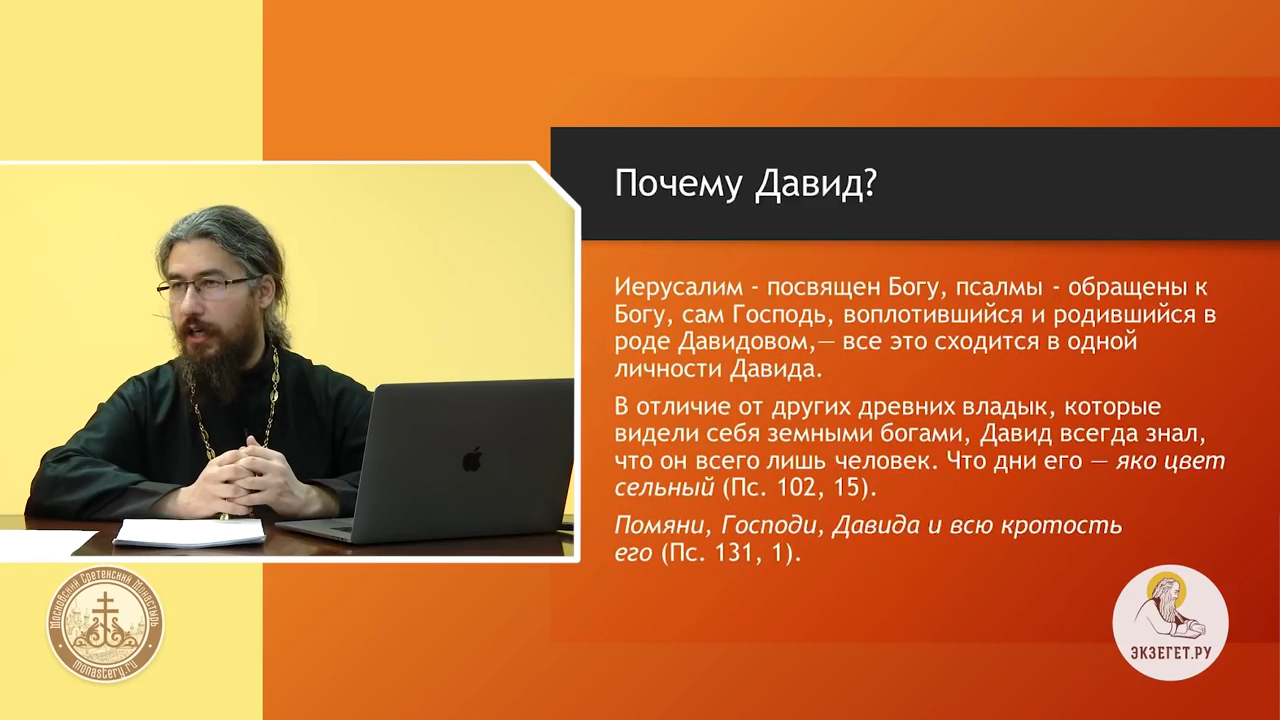 Почему Давид?
Иерусалим - посвящен Богу, псалмы - обращены к
Богу, сам Господь, воплотившийся и родившийся в
роде Давидовом,— все это сходится в одной
личности Давида.
В отличие от других древних владык, которые
видели себя земными богами, Давид всегда знал,
что он всего лишь человек. Что дни его — яко цвет
сельный (Пс. 102, 15).
Помяни, Господи, Давида и всю кротость
его (Пс. 131, 1).
Московский Сретенский Монастырь
monastery.ru
ЭКЗЕГЕТ.РУ